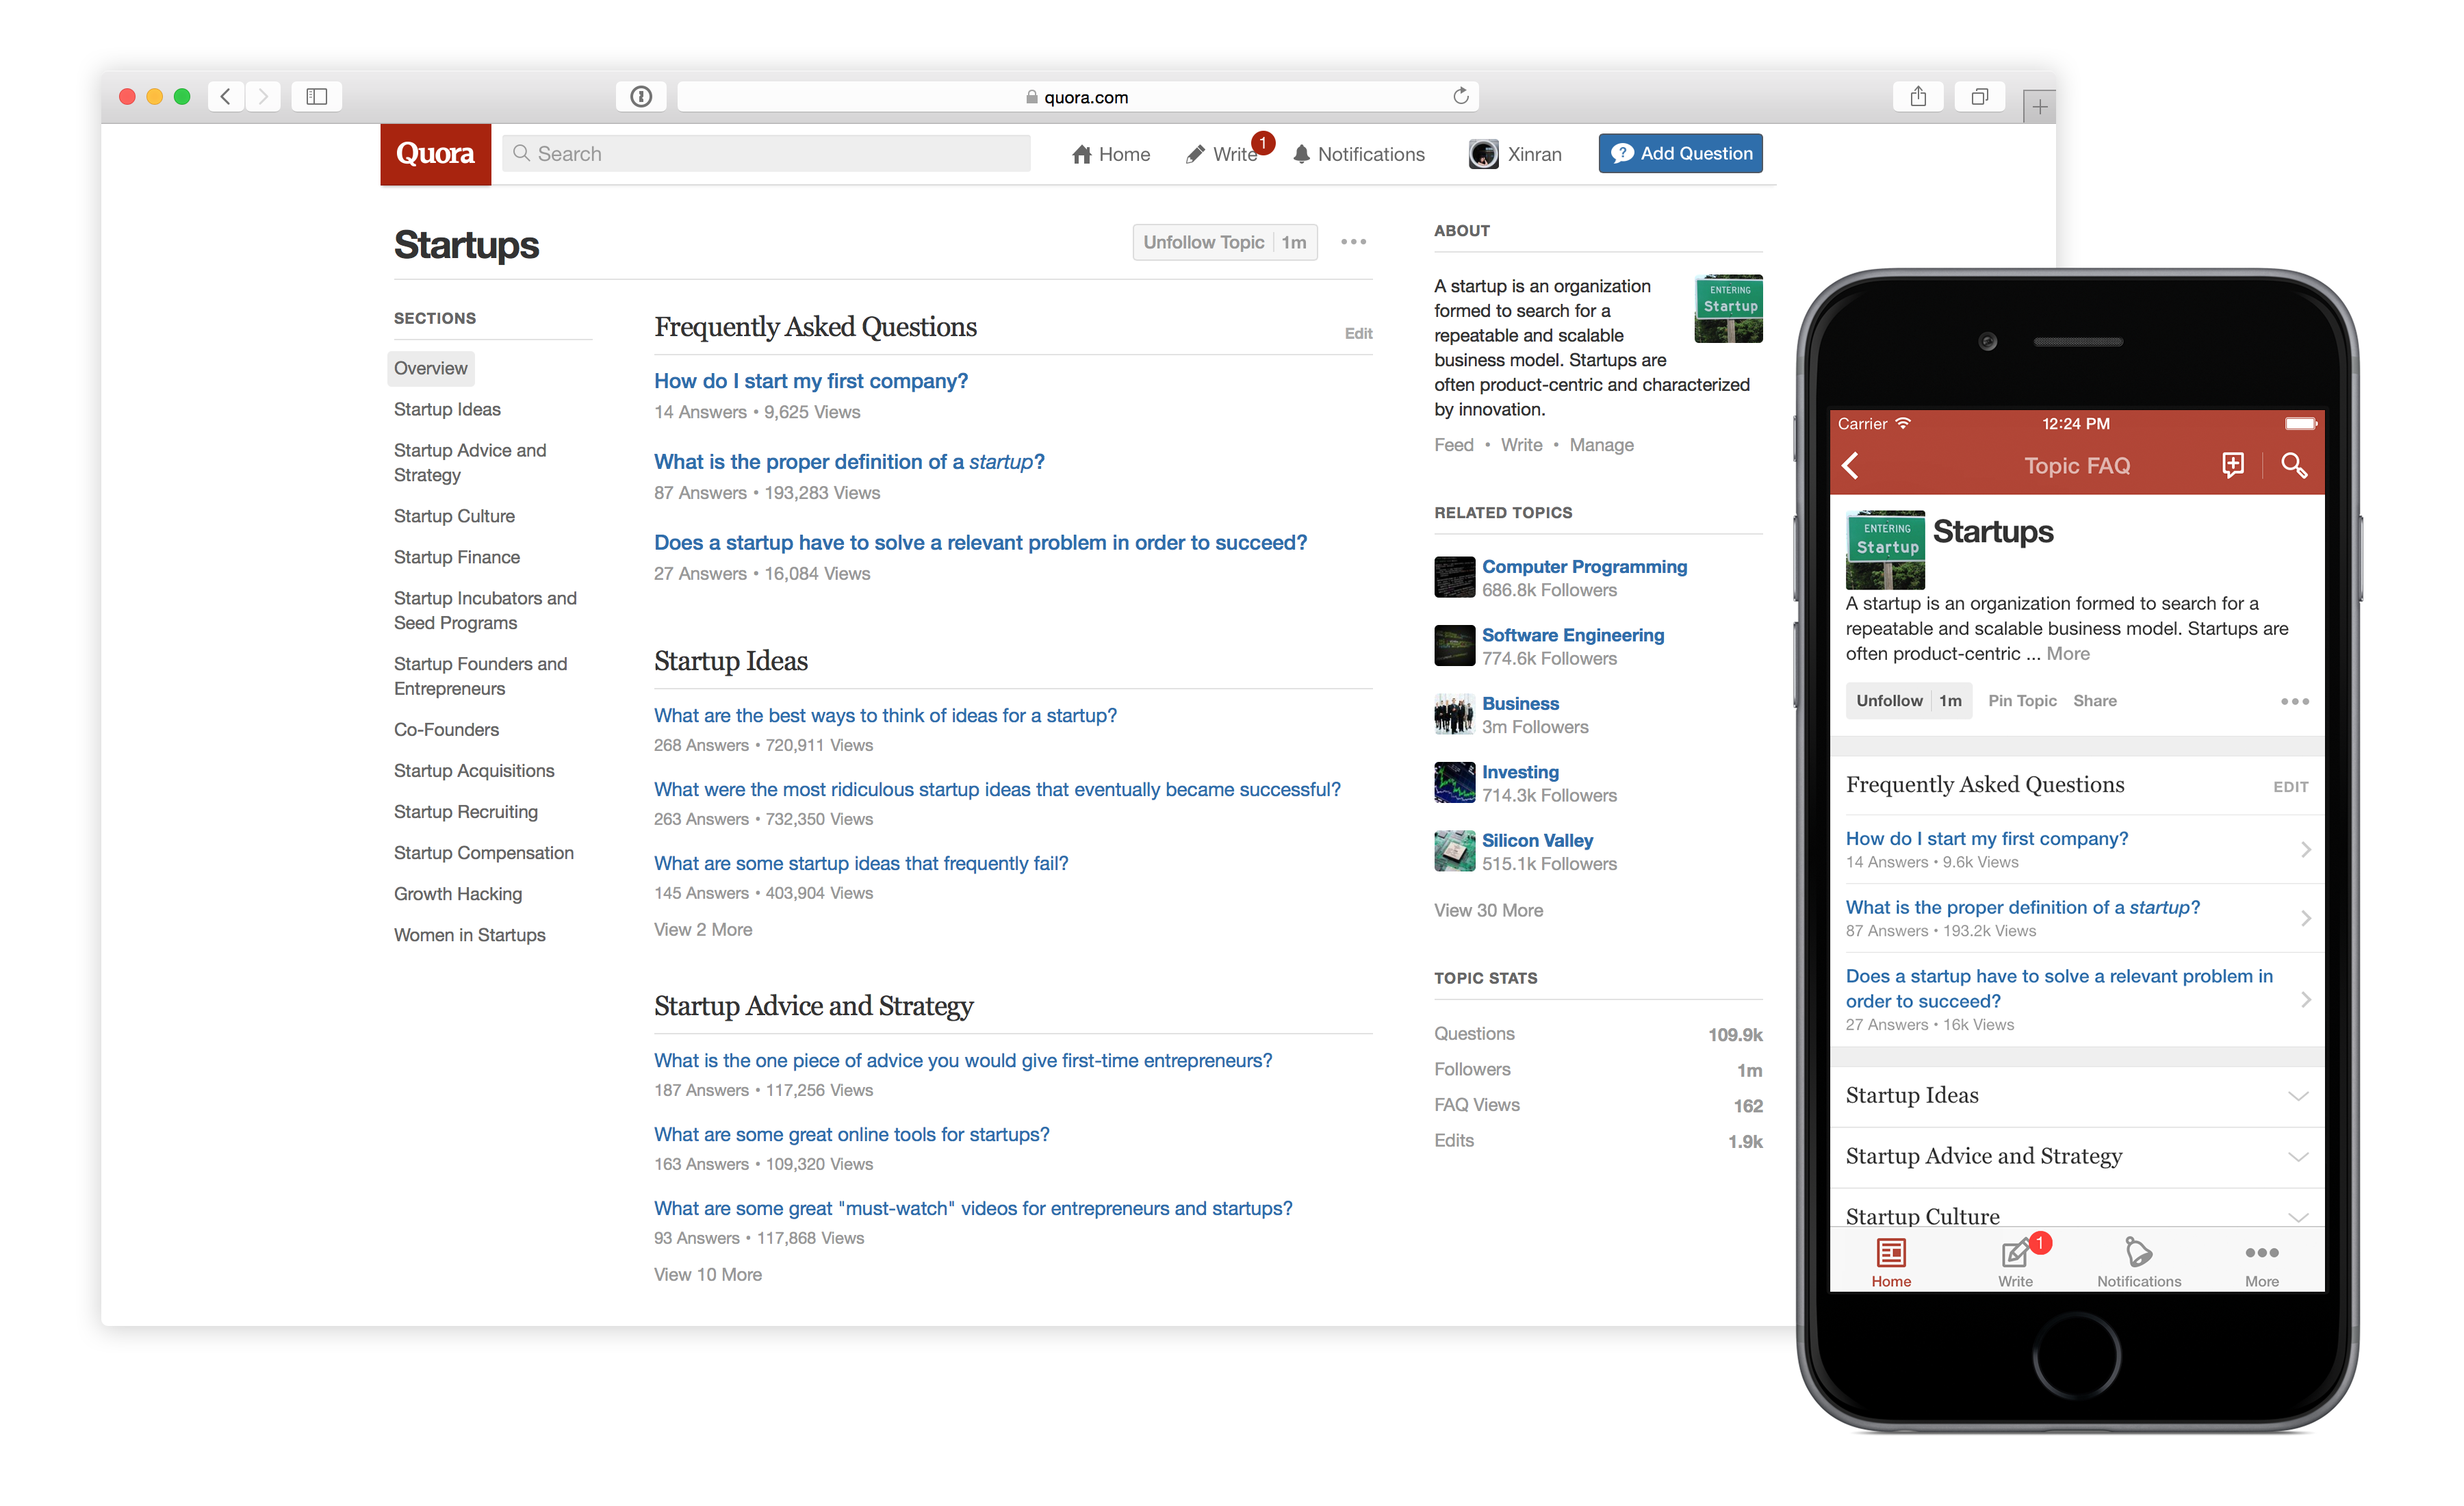 quora.com
Quora
Search
Home
Write
1
Notifications
Xinran
? Add Question
Startups
Unfollow Topic 1m
SECTIONS
Overview
Startup Ideas
Startup Advice and
Strategy
Startup Culture
Startup Finance
Startup Incubators and
Seed Programs
Startup Founders and
Entrepreneurs
Co-Founders
Startup Acquisitions
Startup Recruiting
Startup Compensation
Growth Hacking
Women in Startups
Frequently Asked Questions
Edit
How do I start my first company?
14 Answers • 9,625 Views
What is the proper definition of a startup?
87 Answers • 193,283 Views
Does a startup have to solve a relevant problem in order to succeed?
27 Answers • 16,084 Views
Startup Ideas
What are the best ways to think of ideas for a startup?
268 Answers • 720,911 Views
What were the most ridiculous startup ideas that eventually became successful?
263 Answers • 732,350 Views
What are some startup ideas that frequently fail?
145 Answers • 403,904 Views
View 2 More
Startup Advice and Strategy
What is the one piece of advice you would give first-time entrepreneurs?
187 Answers • 117,256 Views
What are some great online tools for startups?
163 Answers • 109,320 Views
What are some great "must-watch" videos for entrepreneurs and startups?
93 Answers • 117,868 Views
View 10 More
ABOUT
A startup is an organization
formed to search for a
repeatable and scalable
business model. Startups are
often product-centric and characterized
by innovation.
ENTERING
Startup
Feed • Write • Manage
RELATED TOPICS
Computer Programming
686.8k Followers
Software Engineering
774.6k Followers
Business
3m Followers
Investing
714.3k Followers
Silicon Valley
515.1k Followers
View 30 More
TOPIC STATS
Questions 109.9k
Followers 1m
FAQ Views 162
Edits 1.9k
Carrier 12:24 PM
Topic FAQ
ENTERING
Startup
Startups
A startup is an organization formed to search for a
repeatable and scalable business model. Startups are
often product-centric ... More
Unfollow 1m Pin Topic Share
Frequently Asked Questions EDIT
How do I start my first company?
14 Answers • 9.6k Views
What is the proper definition of a startup?
87 Answers • 193.2k Views
Does a startup have to solve a relevant problem in
order to succeed?
27 Answers • 16k Views
Startup Ideas
Startup Advice and Strategy
Startup Culture
1
Home Write Notifications More